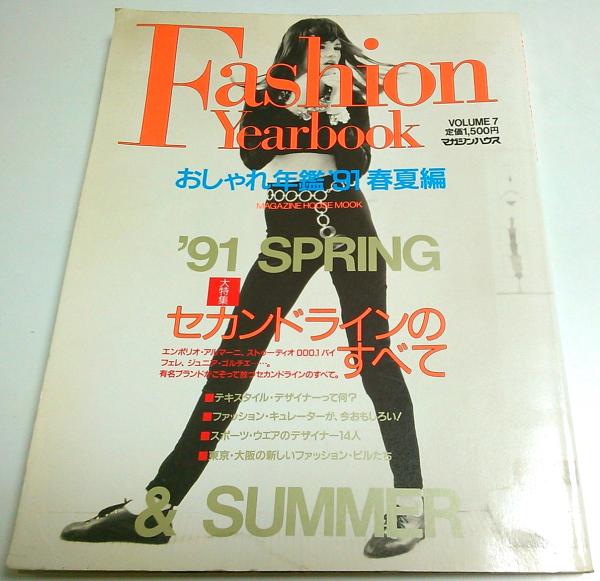 Fashion
Yearbook
VOLUME 7
定価1,500円
マガジンハウス
おしゃれ年鑑'91春夏編
MAGAZINE HOUSE MOOK
'91 SPRING
大特集
セカンドラインの
すべて
エンポリオ・アルマーニ、ストゥーディオ000.1バイ
フェレ、ジュニア・ゴルチエ……。
有名ブランドがこぞって放つセカンドラインのすべて。
■テキスタイル・デザイナーって何?
■ファッション・キュレーターが、今おもしろい!
■スポーツ・ウエアのデザイナー14人
■東京・大阪の新しいファッション・ビルたち
& SUMMER